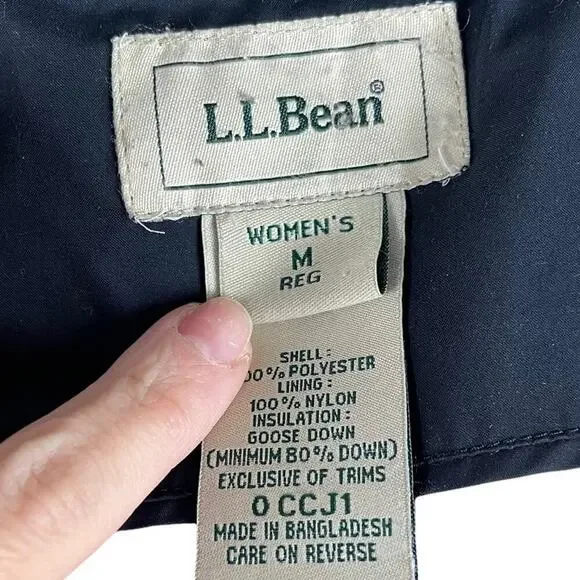 L.L.Bean®
WOMEN'S
M
REG
SHELL:
00% POLYESTER
LINING:
100% NYLON
INSULATION:
GOOSE DOWN
(MINIMUM 80% DOWN)
EXCLUSIVE OF TRIMS
0 CCJ1
MADE IN BANGLADESH
CARE ON REVERSE